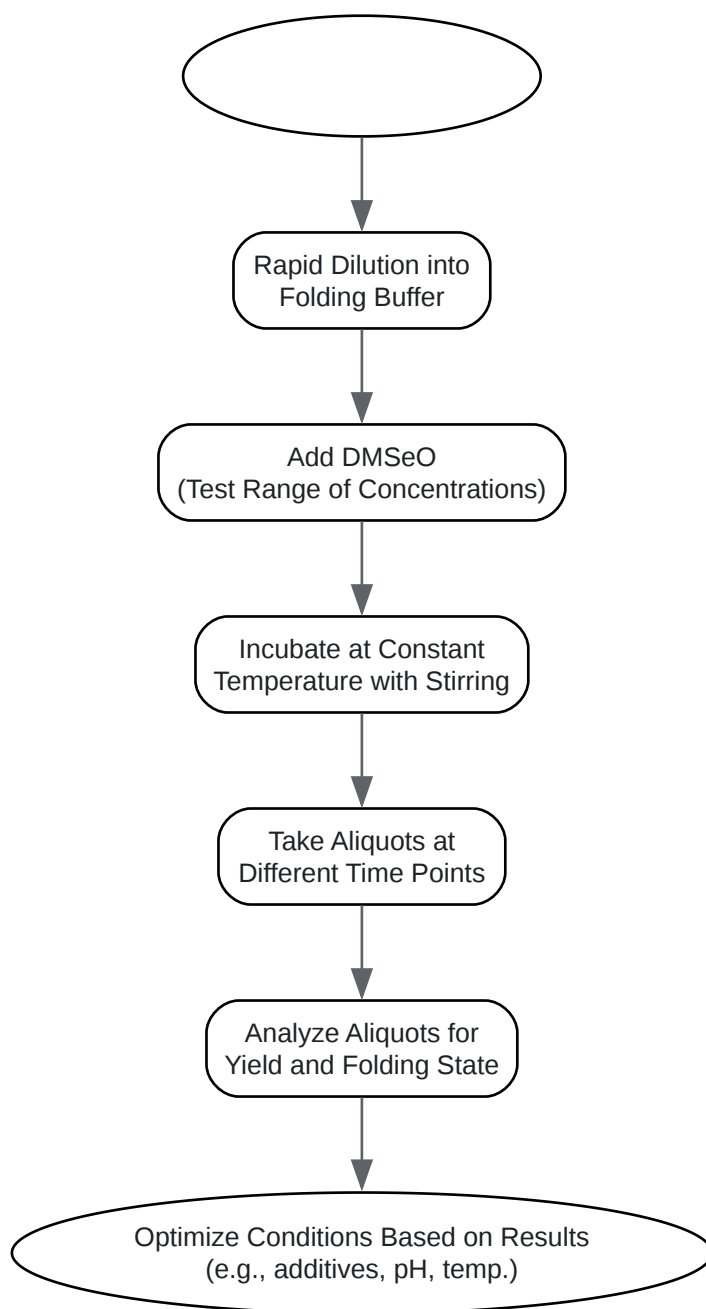 Rapid Dilution into
Folding Buffer
Add DMSeO
(Test Range of Concentrations)
Incubate at Constant
Temperature with Stirring
Take Aliquots at
Different Time Points
Analyze Aliquots for
Yield and Folding State
Optimize Conditions Based on Results
(e.g., additives, pH, temp.)